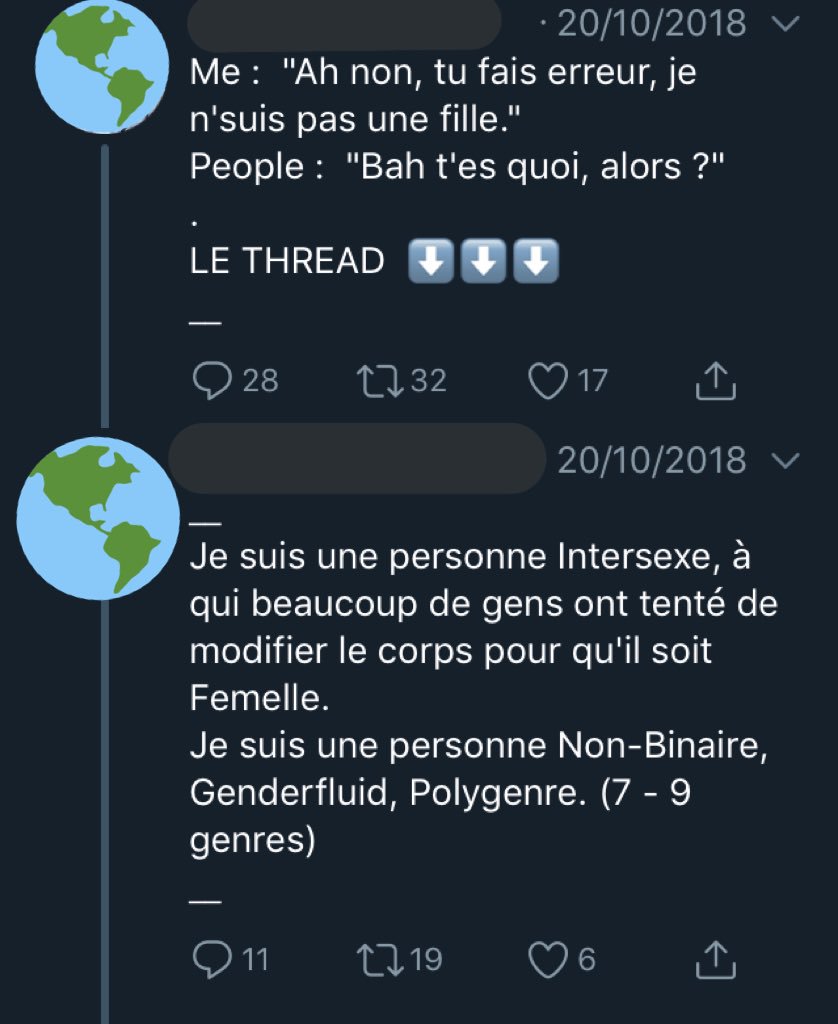 · 20/10/2018
Me :  "Ah non, tu fais erreur, je
n'suis pas une fille."
People :  "Bah t'es quoi, alors ?"
.
LE THREAD ⬇️⬇️⬇️
__
28 32 17
20/10/2018
__
Je suis une personne Intersexe, à
qui beaucoup de gens ont tenté de
modifier le corps pour qu'il soit
Femelle.
Je suis une personne Non-Binaire,
Genderfluid, Polygenre. (7 - 9
genres)
__
11 19 6